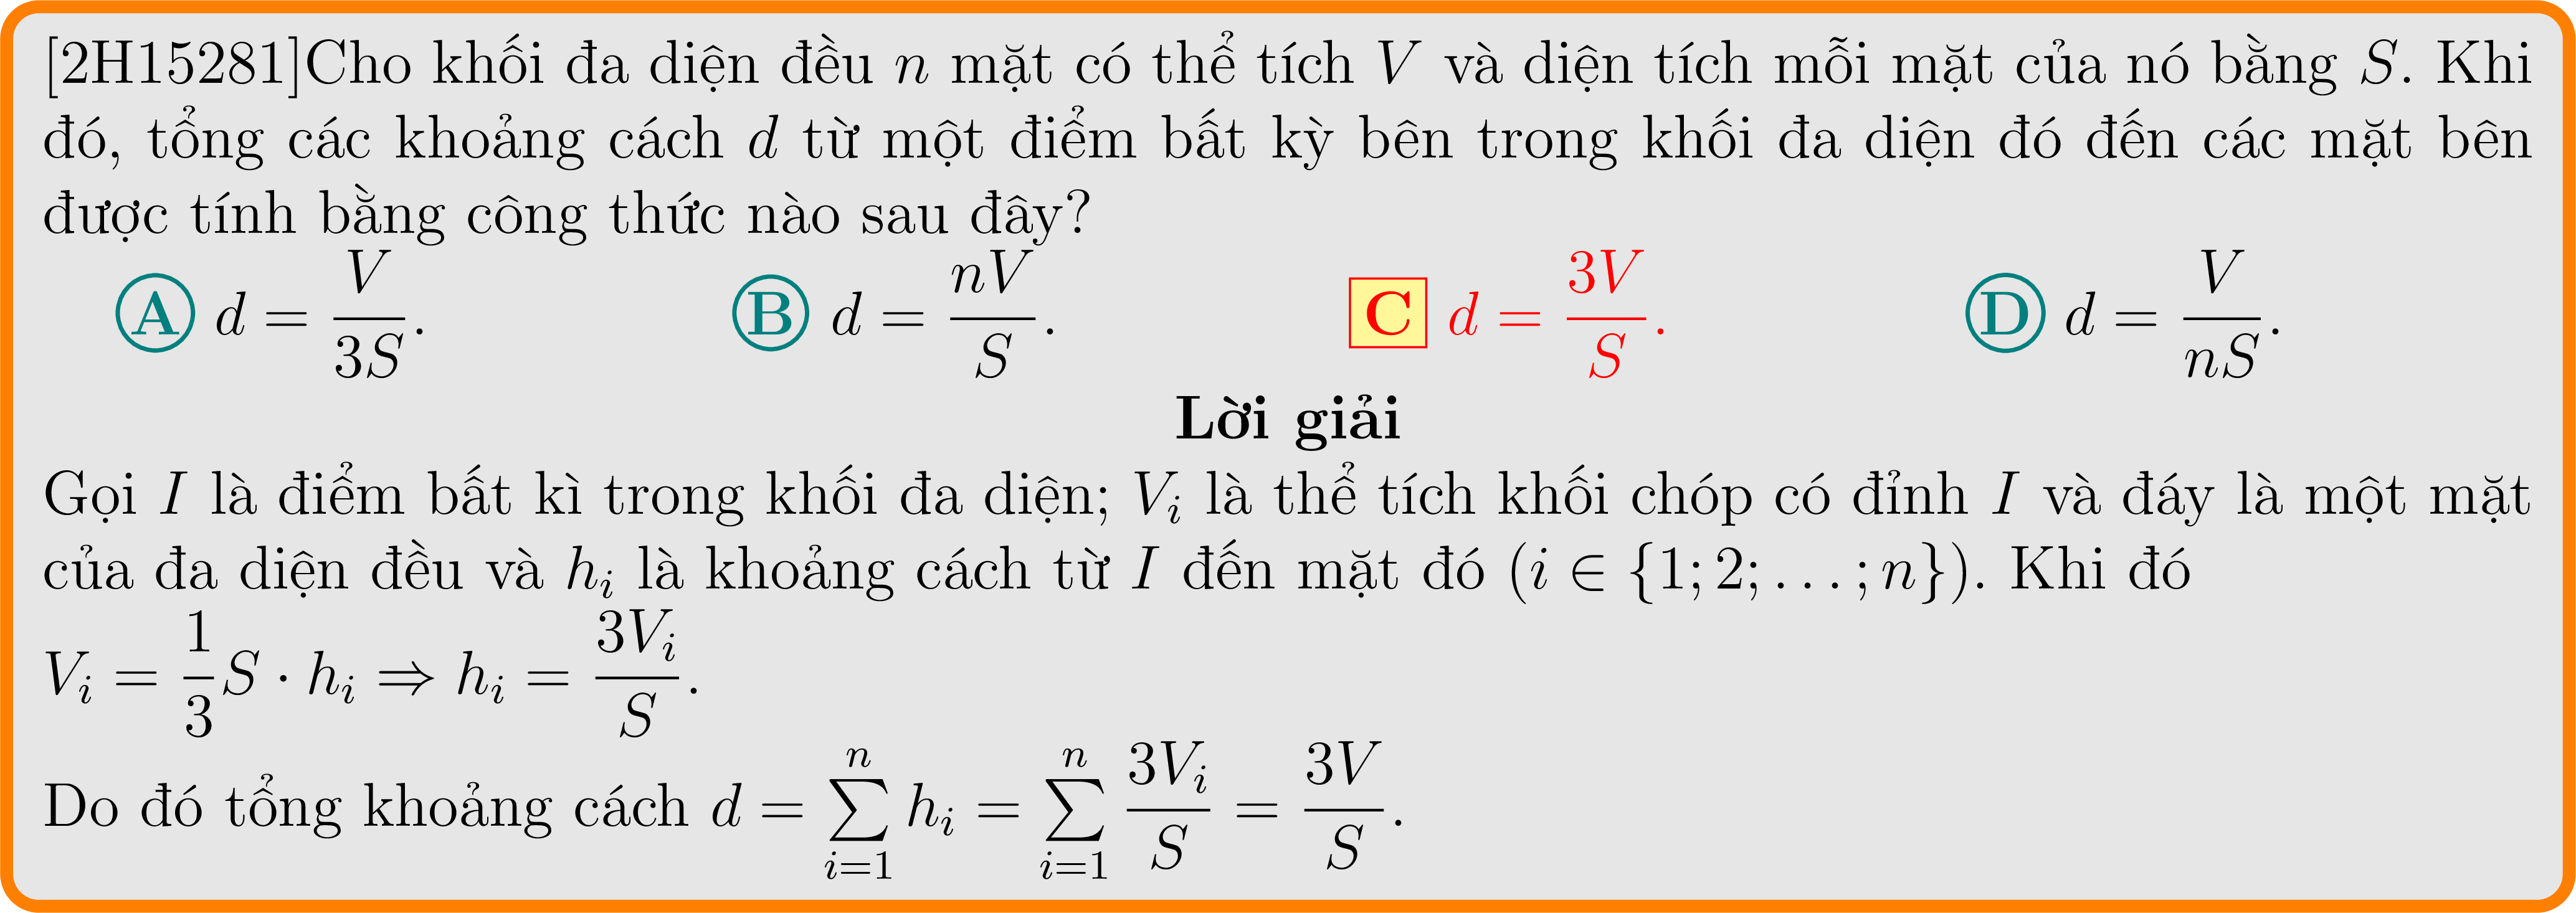 [2H15281]Cho khối đa diện đều n mặt có thể tích V và diện tích mỗi mặt của nó bằng S. Khi
đó, tổng các khoảng cách d từ một điểm bất kỳ bên trong khối đa diện đó đến các mặt bên
được tính bằng công thức nào sau đây?
A d = \frac{V}{3S}. B d = \frac{nV}{S}. C d = \frac{3V}{S}. D d = \frac{V}{nS}.
Lời giải
Gọi I là điểm bất kì trong khối đa diện; V_i là thể tích khối chóp có đỉnh I và đáy là một mặt
của đa diện đều và h_i là khoảng cách từ I đến mặt đó (i ∈ {1; 2; . . . ; n}). Khi đó
V_i = \frac{1}{3}S · h_i ⇒ h_i = \frac{3V_i}{S}.
Do đó tổng khoảng cách d = \sum_{i=1}^{n} h_i = \sum_{i=1}^{n} \frac{3V_i}{S} = \frac{3V}{S}.